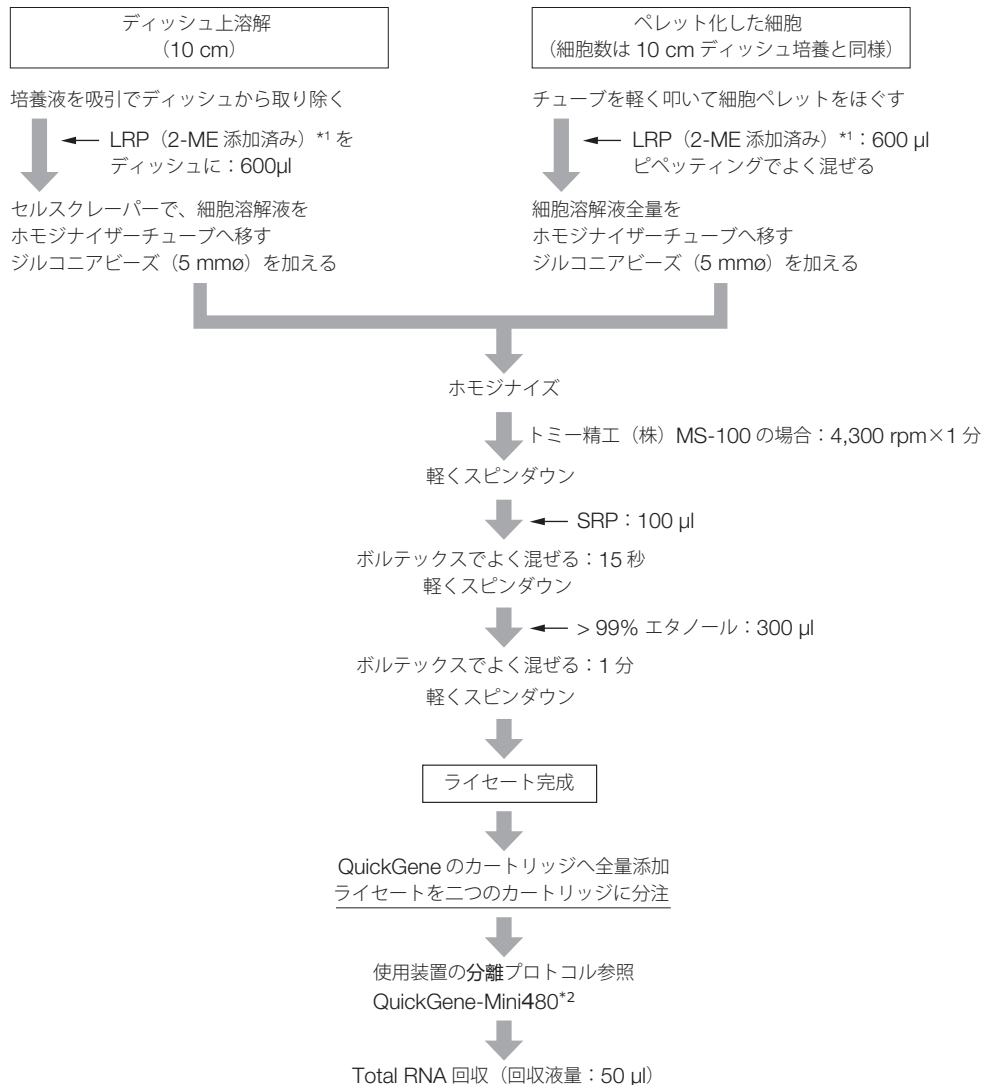 ディッシュ上溶解
（10 cm）
培養液を吸引でディッシュから取り除く
LRP（2-ME 添加済み）*1 を
ディッシュに：600µl
セルスクレーパーで、細胞溶解液を
ホモジナイザーチューブへ移す
ジルコニアビーズ（5 mmø）を加える
ペレット化した細胞
（細胞数は 10 cm ディッシュ培養と同様）
チューブを軽く叩いて細胞ペレットをほぐす
LRP（2-ME 添加済み）*1：600 µl
ピペッティングでよく混ぜる
細胞溶解液全量を
ホモジナイザーチューブへ移す
ジルコニアビーズ（5 mmø）を加える
ホモジナイズ
トミー精工（株）MS-100 の場合：4,300 rpm×1 分
軽くスピンダウン
SRP：100 µl
ボルテックスでよく混ぜる：15 秒
軽くスピンダウン
> 99% エタノール：300 µl
ボルテックスでよく混ぜる：1 分
軽くスピンダウン
ライセート完成
QuickGene のカートリッジへ全量添加
ライセートを二つのカートリッジに分注
使用装置の分離プロトコル参照
QuickGene-Mini480*2
Total RNA 回収（回収液量：50 µl）